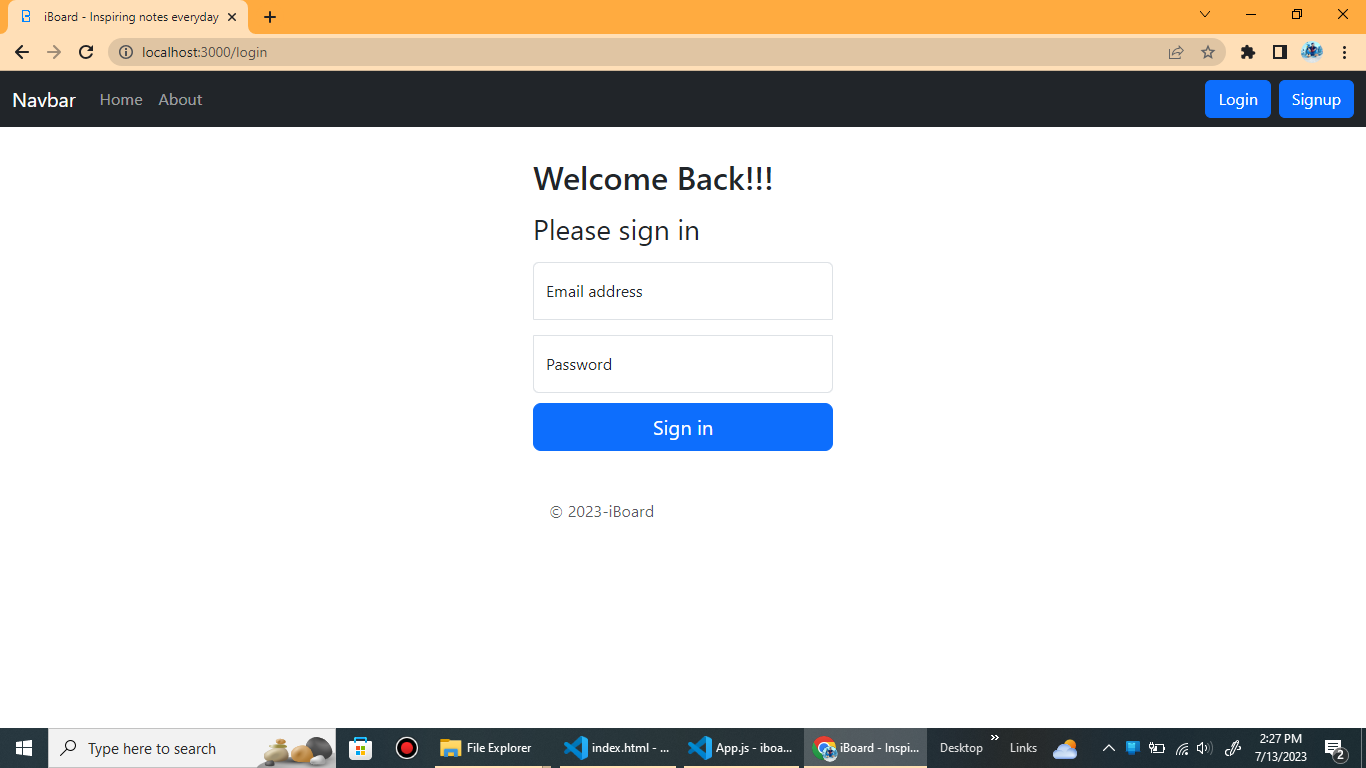 iBoard - Inspiring notes everyday
localhost:3000/login
Navbar Home About Login Signup
Welcome Back!!!
Please sign in
Email address
Password
Sign in
© 2023-iBoard
Type here to search File Explorer index.html - ... App.js - iboa... iBoard - Inspi... Desktop » Links 2:27 PM
7/13/2023 2